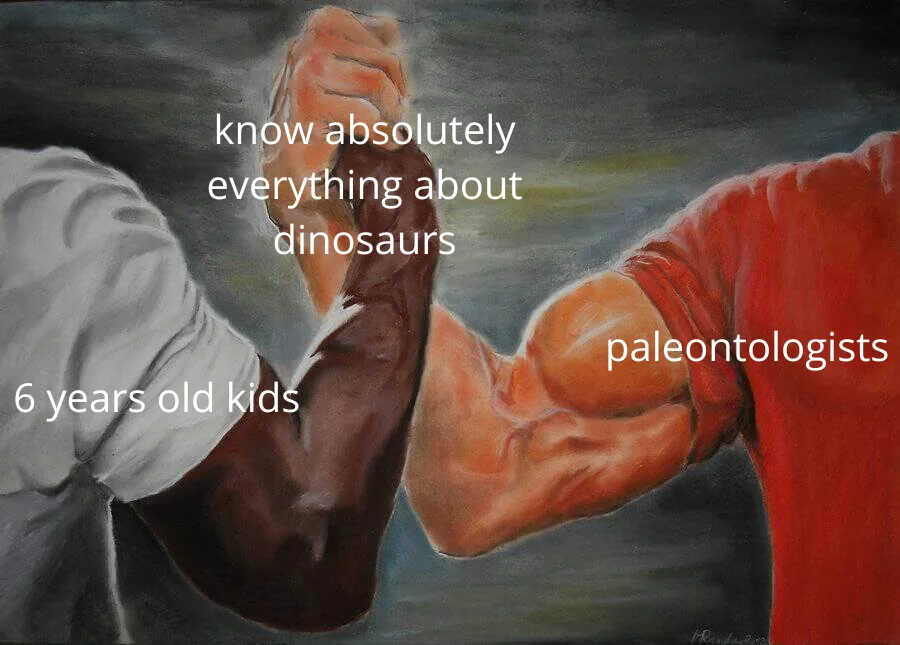 know absolutely
everything about
dinosaurs
paleontologists
6 years old kids